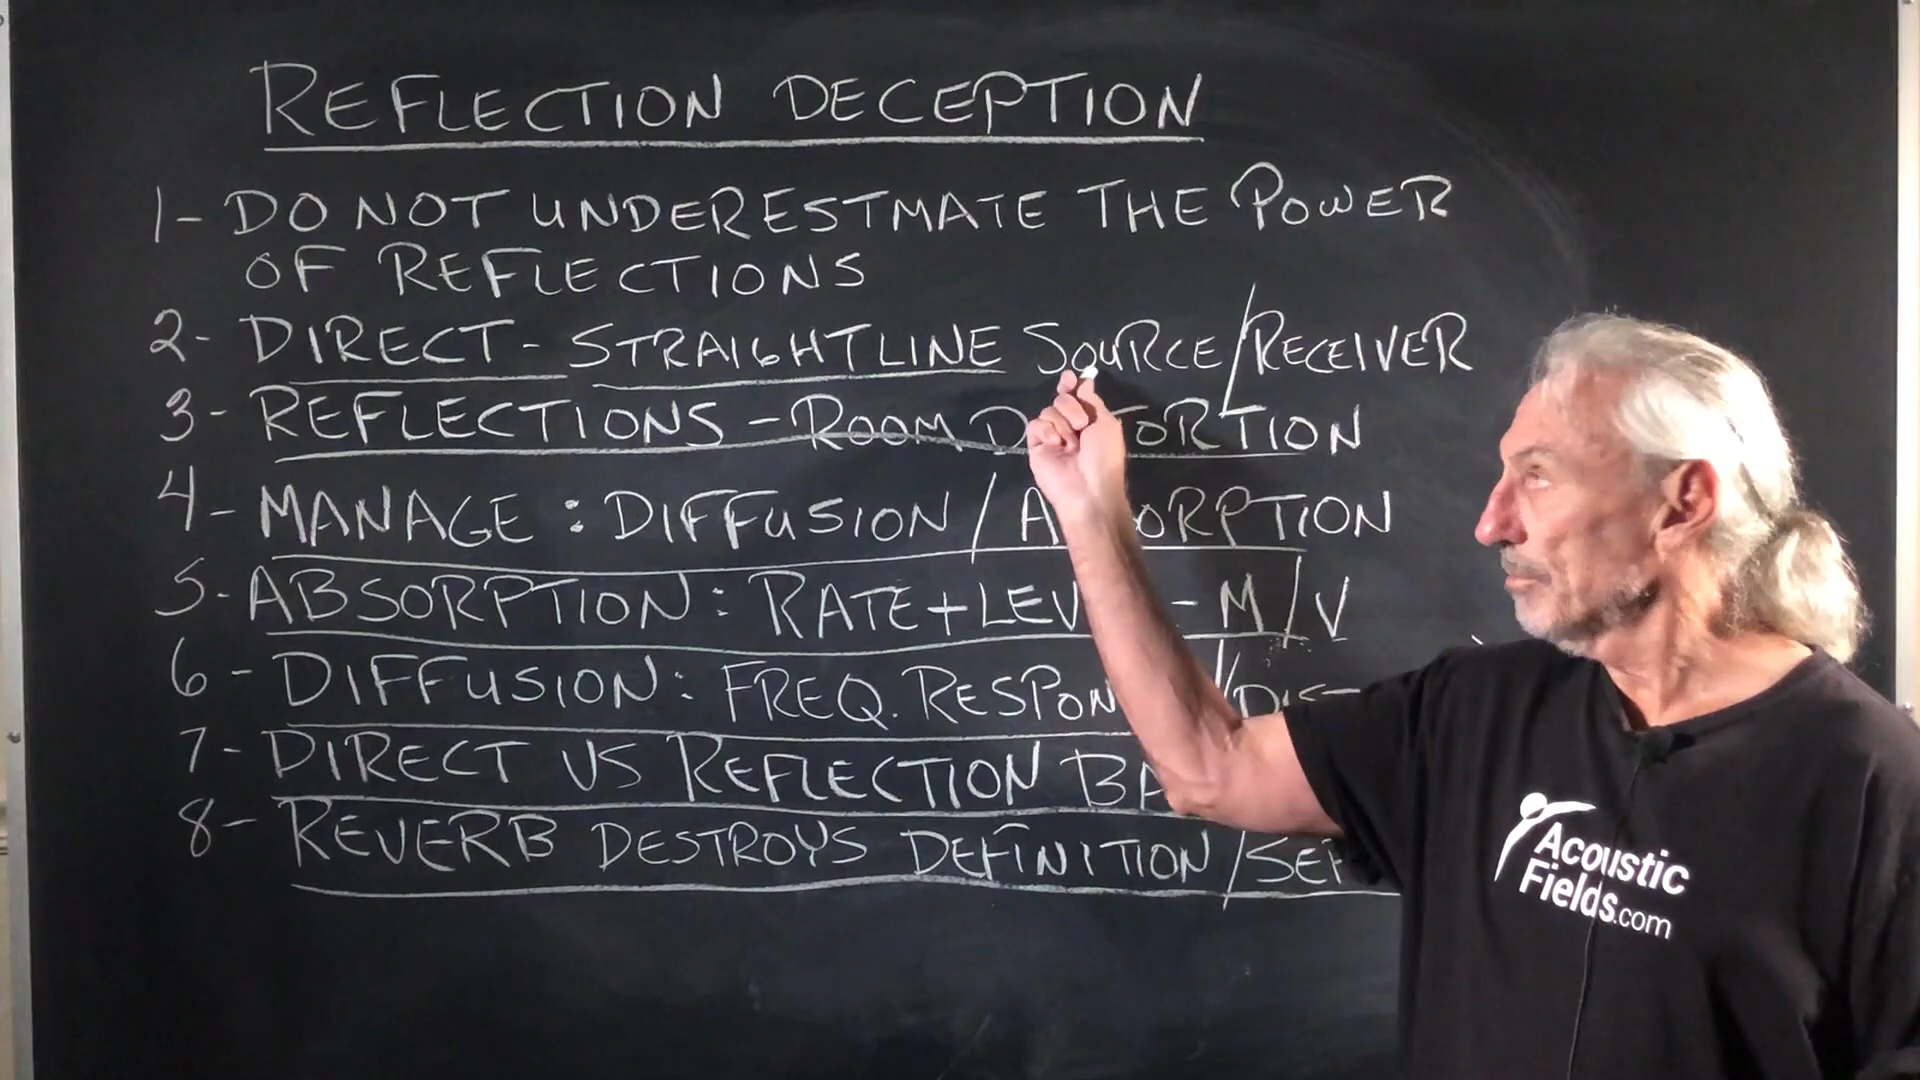 REFLECTION DECEPTION
1- DO NOT UNDERESTMATE THE POWER
OF REFLECTIONS
2- DIRECT - STRAIGHTLINE SOURCE/RECEIVER
3- REFLECTIONS - ROOM
4- MANAGE : DIFFUSION /
5- ABSORPTION : RATE + - M/V
6- DIFFUSION : FREQ.
7- DIRECT VS REFLECTION
8- REVERB DESTROYS DEFINITION /
Acoustic
Fields.com